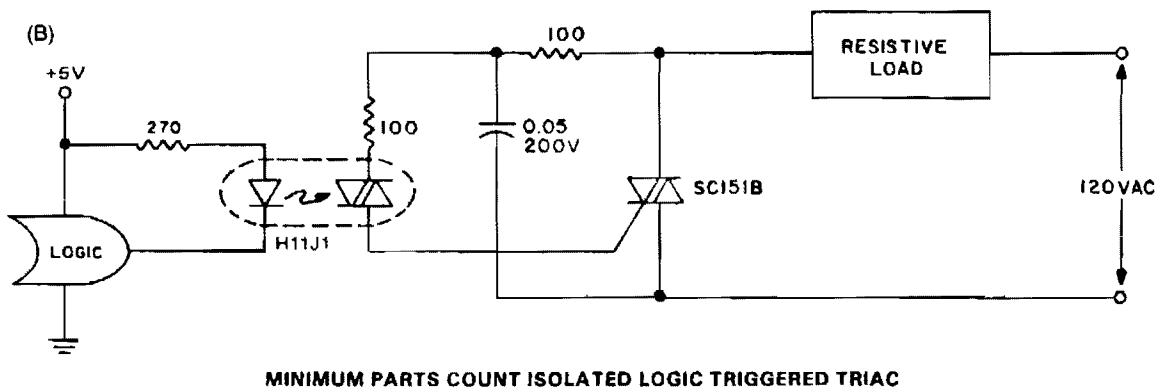 (B)
+5V
270
100
100
0.05
200V
RESISTIVE
LOAD
SC151B
120VAC
LOGIC
H11J1
MINIMUM PARTS COUNT ISOLATED LOGIC TRIGGERED TRIAC